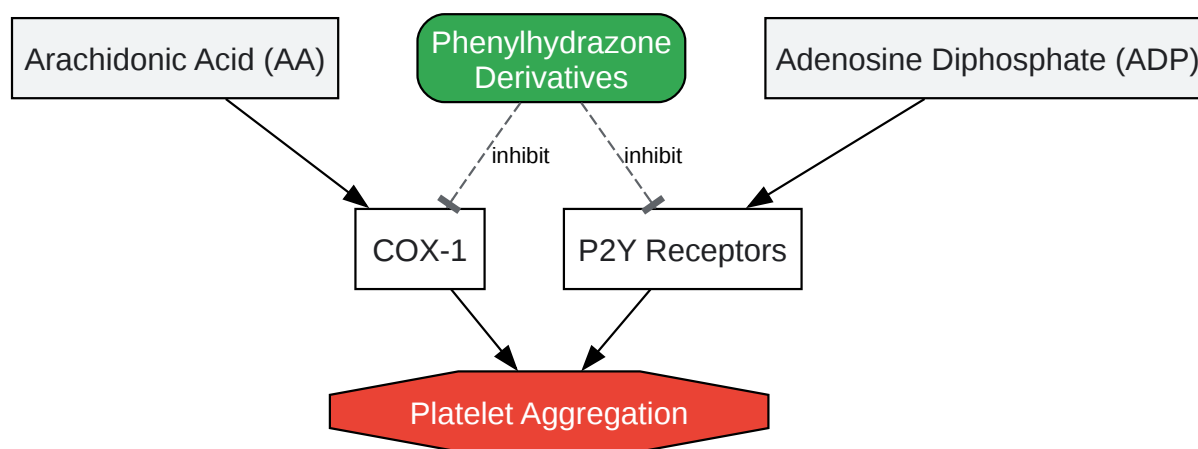 Arachidonic Acid (AA)
Phenylhydrazone
Derivatives
Adenosine Diphosphate (ADP)
inhibit
inhibit
COX-1
P2Y Receptors
Platelet Aggregation